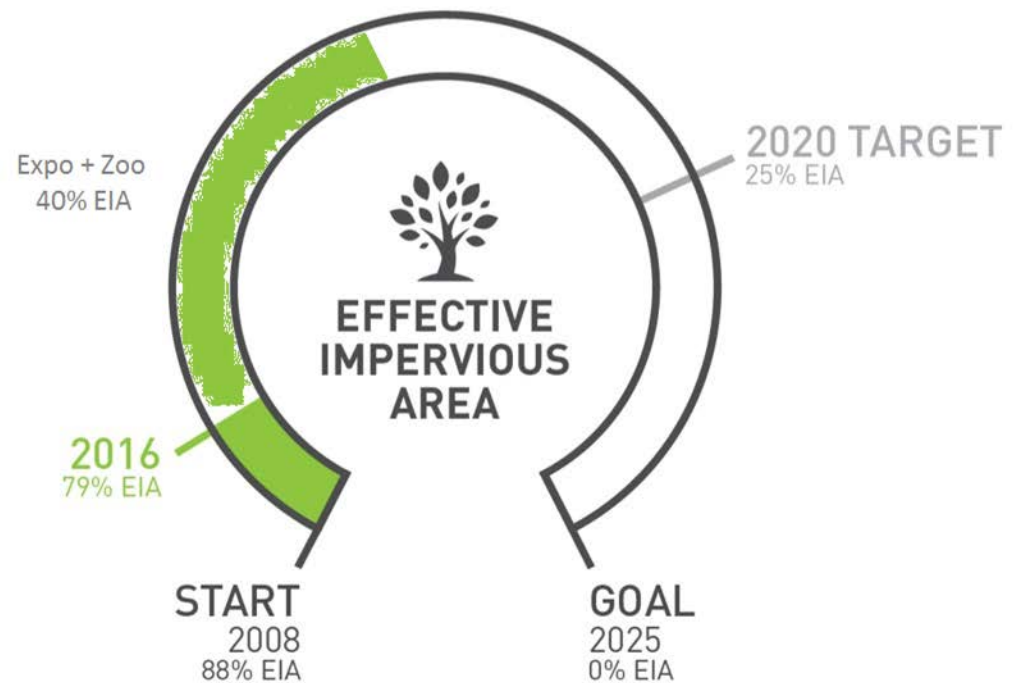 Expo + Zoo
40% EIA
2020 TARGET
25% EIA
EFFECTIVE
IMPERVIOUS
AREA
2016
79% EIA
START
2008
88% EIA
GOAL
2025
0% EIA